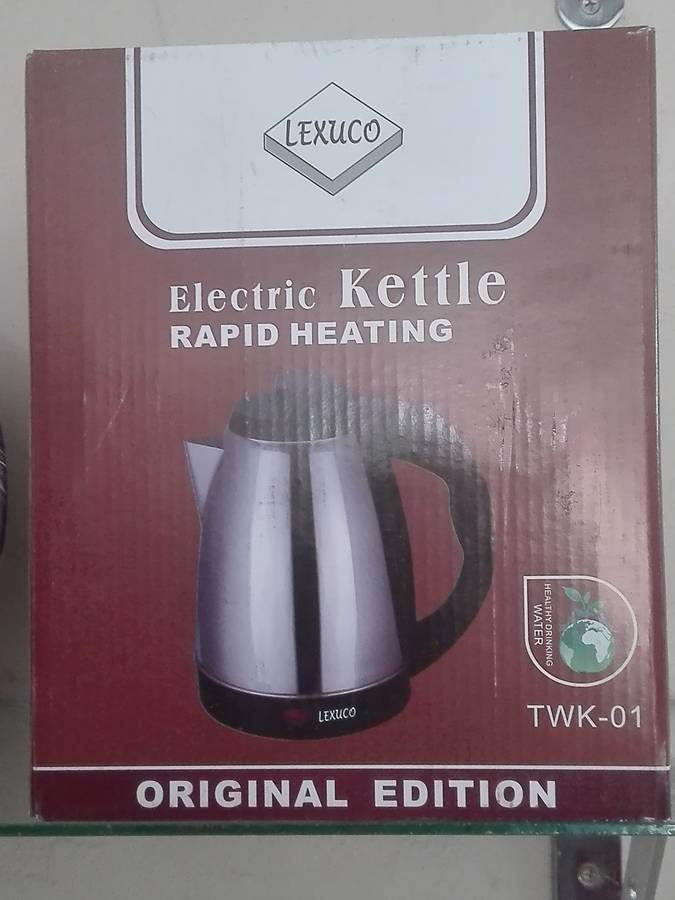 LEXUCO
Electric Kettle
RAPID HEATING
HEALTHY DRINKING
WATER
LEXUCO
TWK-01
ORIGINAL EDITION